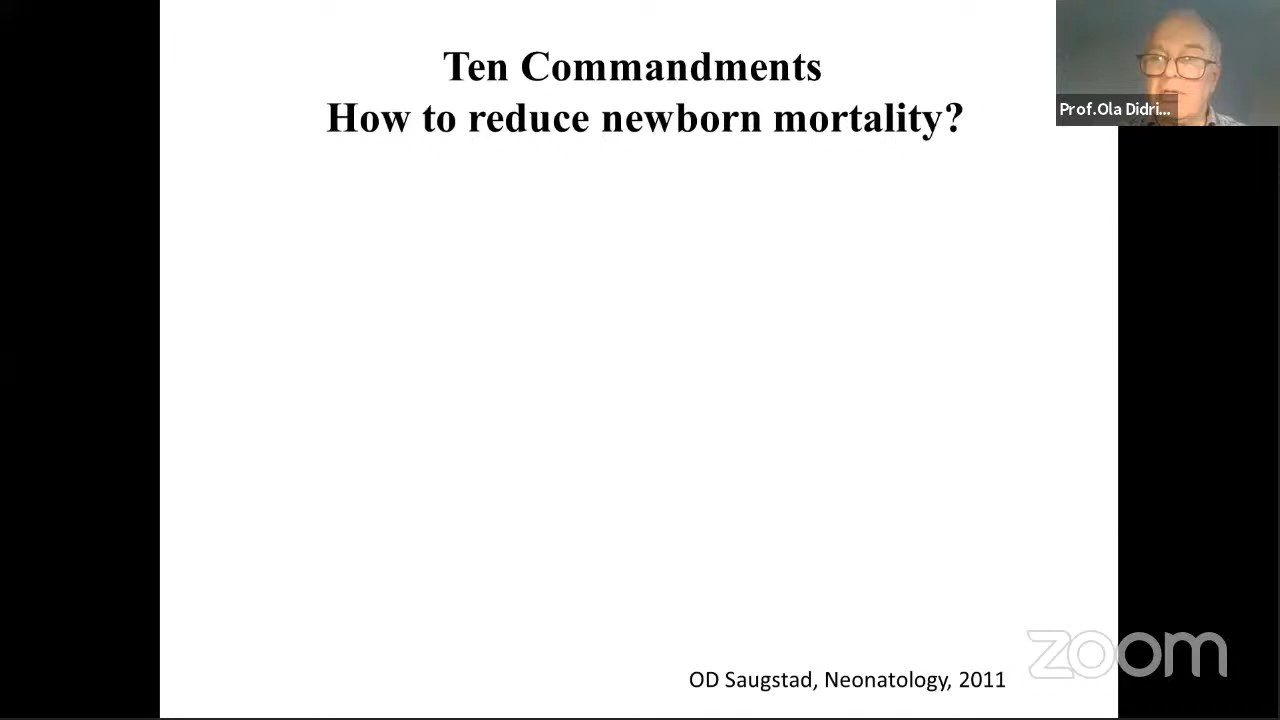 Ten Commandments
How to reduce newborn mortality?
Prof.Ola Didri...
OD Saugstad, Neonatology, 2011
zoom